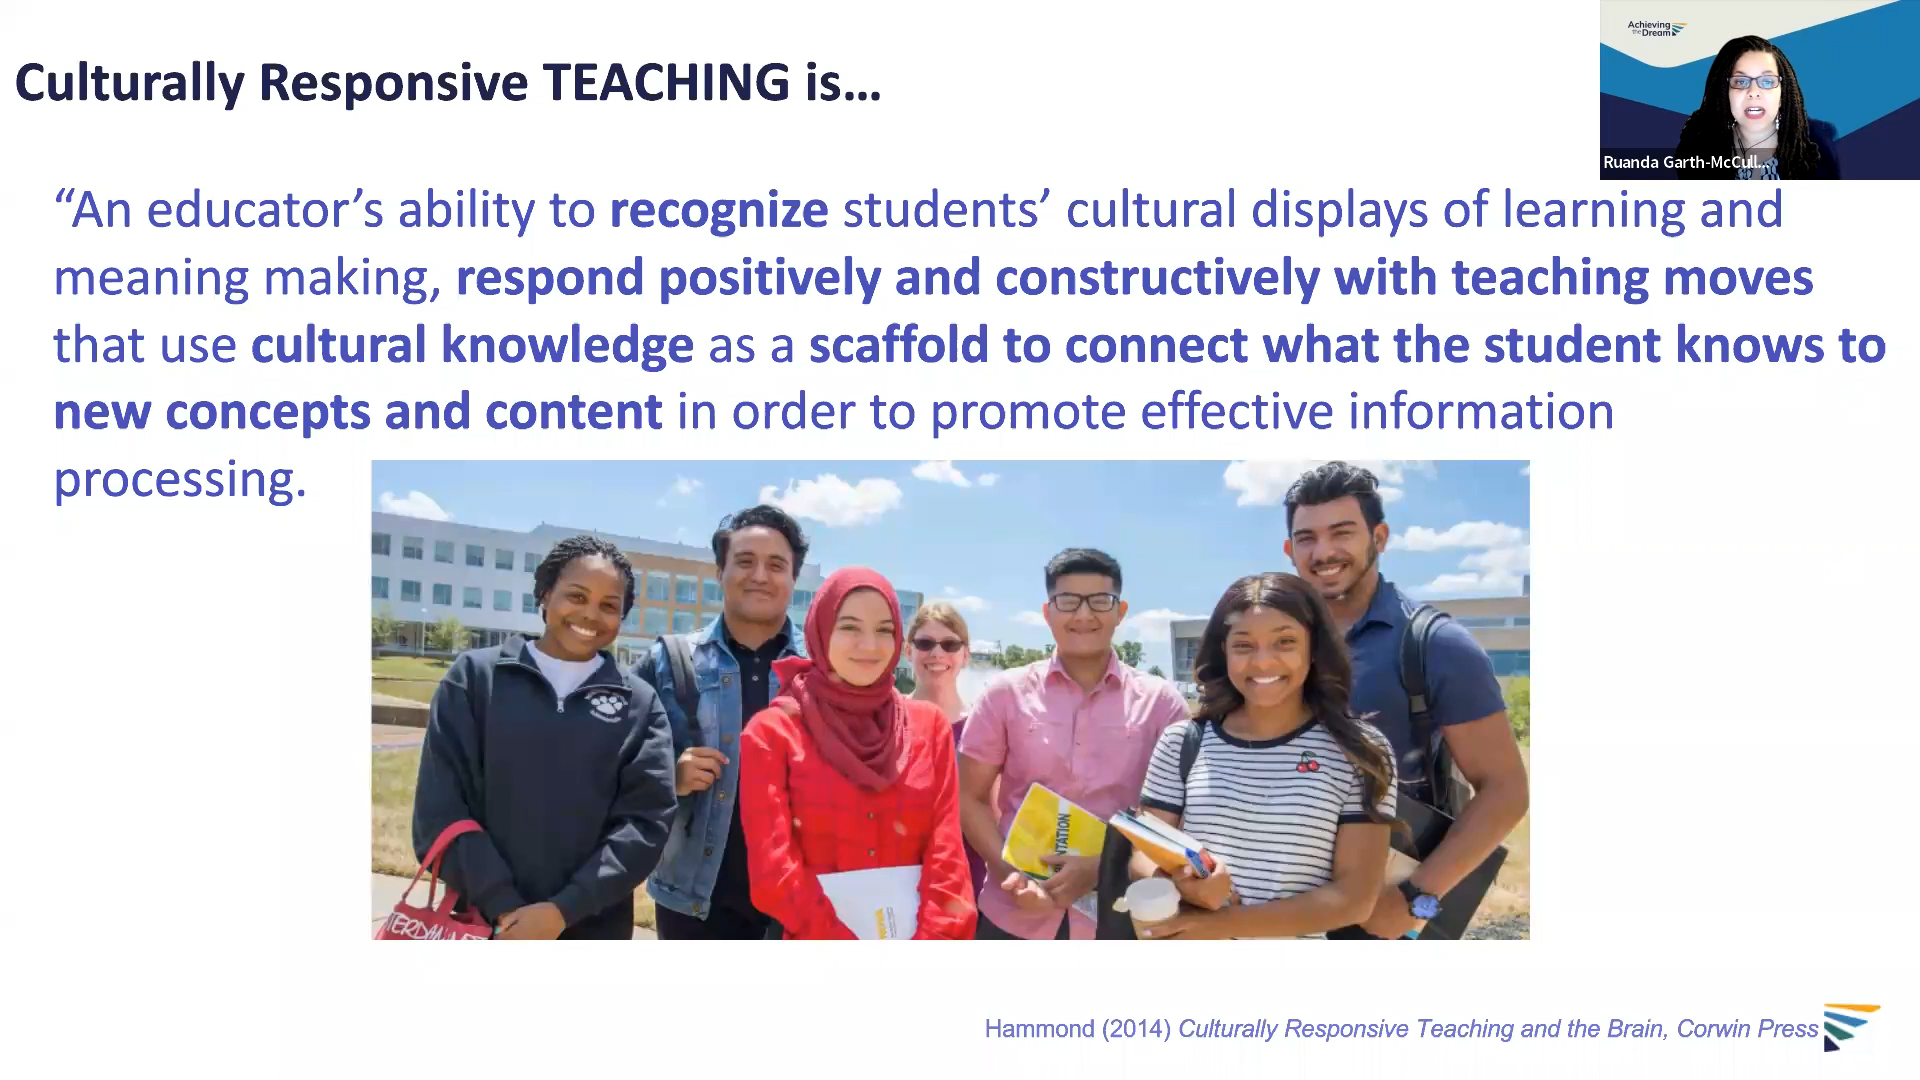 Achieving
the Dream
Culturally Responsive TEACHING is...
Ruanda Garth-McCull...
“An educator’s ability to recognize students’ cultural displays of learning and
meaning making, respond positively and constructively with teaching moves
that use cultural knowledge as a scaffold to connect what the student knows to
new concepts and content in order to promote effective information
processing.
NTATION
TERDAM
Hammond (2014) Culturally Responsive Teaching and the Brain, Corwin Press